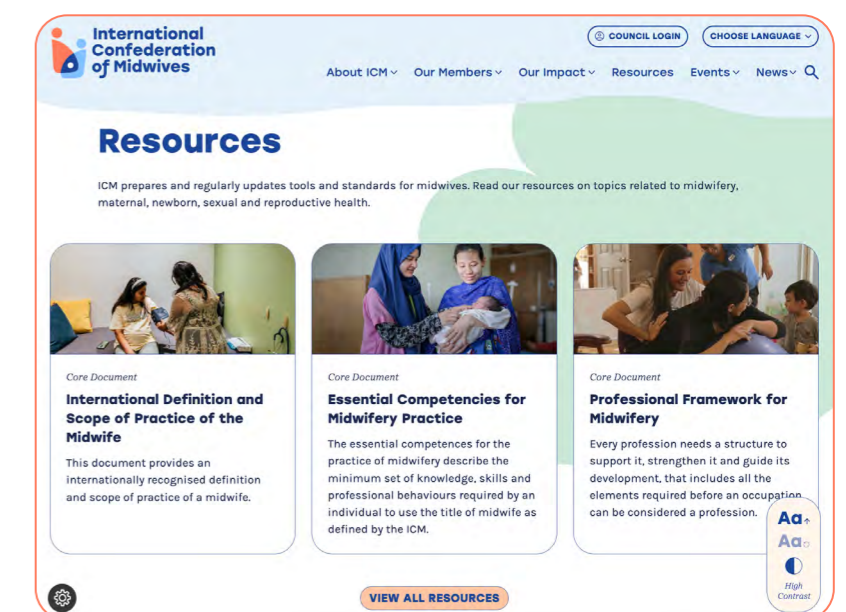 International
Confederation
of Midwives
COUNCIL LOGIN
CHOOSE LANGUAGE
About ICM
Our Members
Our Impact
Resources
Events
News
Resources
ICM prepares and regularly updates tools and standards for midwives. Read our resources on topics related to midwifery,
maternal, newborn, sexual and reproductive health.
Core Document
International Definition and
Scope of Practice of the
Midwife
This document provides an
internationally recognised definition
and scope of practice of a midwife.
Core Document
Essential Competencies for
Midwifery Practice
The essential competences for the
practice of midwifery describe the
minimum set of knowledge, skills and
professional behaviours required by an
individual to use the title of midwife as
defined by the ICM.
Core Document
Professional Framework for
Midwifery
Every profession needs a structure to
support it, strengthen it and guide its
development, that includes all the
elements required before an occupation
can be considered a profession.
Aa
Aa
High
Contrast
VIEW ALL RESOURCES